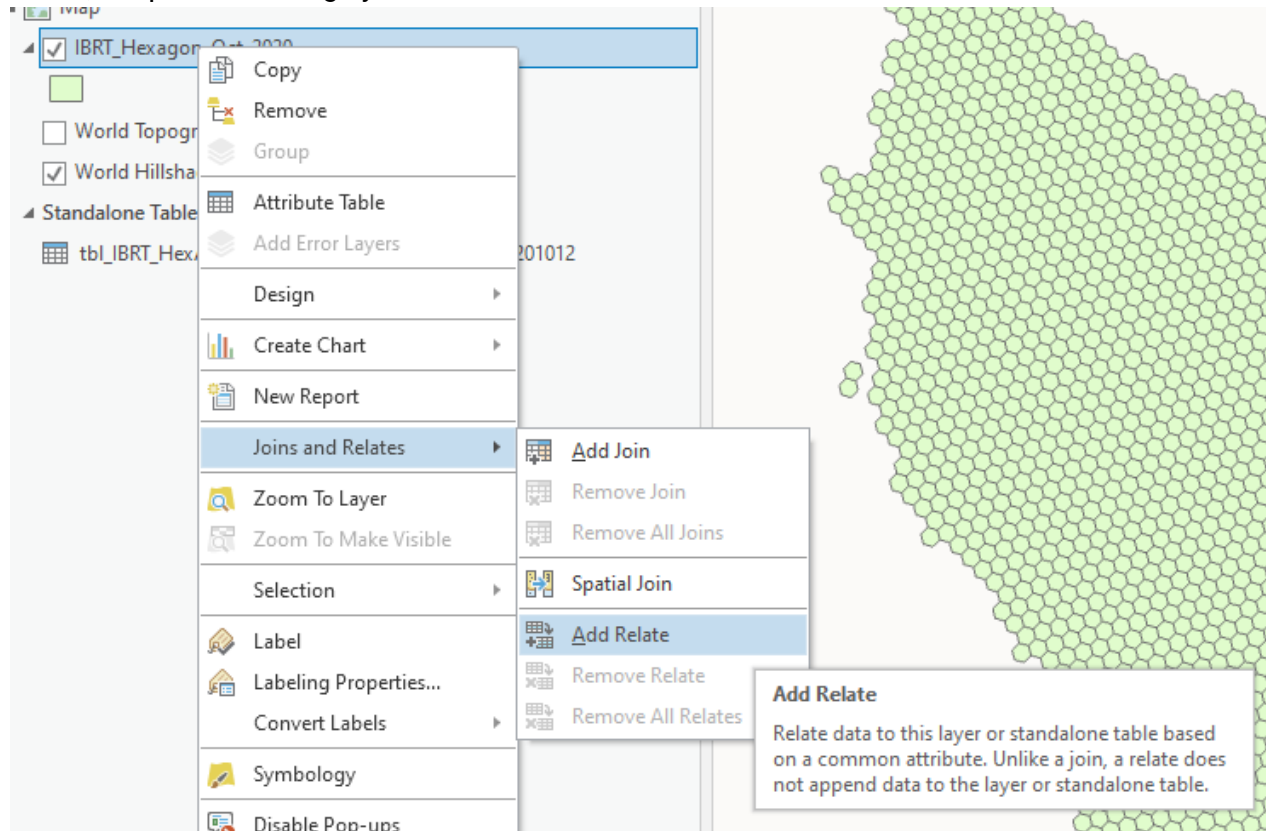 Map
IBRT_Hexagon_Oct_2020
World Topogr
World Hillsha
Standalone Table
tbl_IBRT_Hex
201012
Copy
Remove
Group
Attribute Table
Add Error Layers
Design
Create Chart
New Report
Joins and Relates
Zoom To Layer
Zoom To Make Visible
Selection
Label
Labeling Properties...
Convert Labels
Symbology
Disable Pop-ups
Add Join
Remove Join
Remove All Joins
Spatial Join
Add Relate
Remove Relate
Remove All Relates
Add Relate
Relate data to this layer or standalone table based
on a common attribute. Unlike a join, a relate does
not append data to the layer or standalone table.